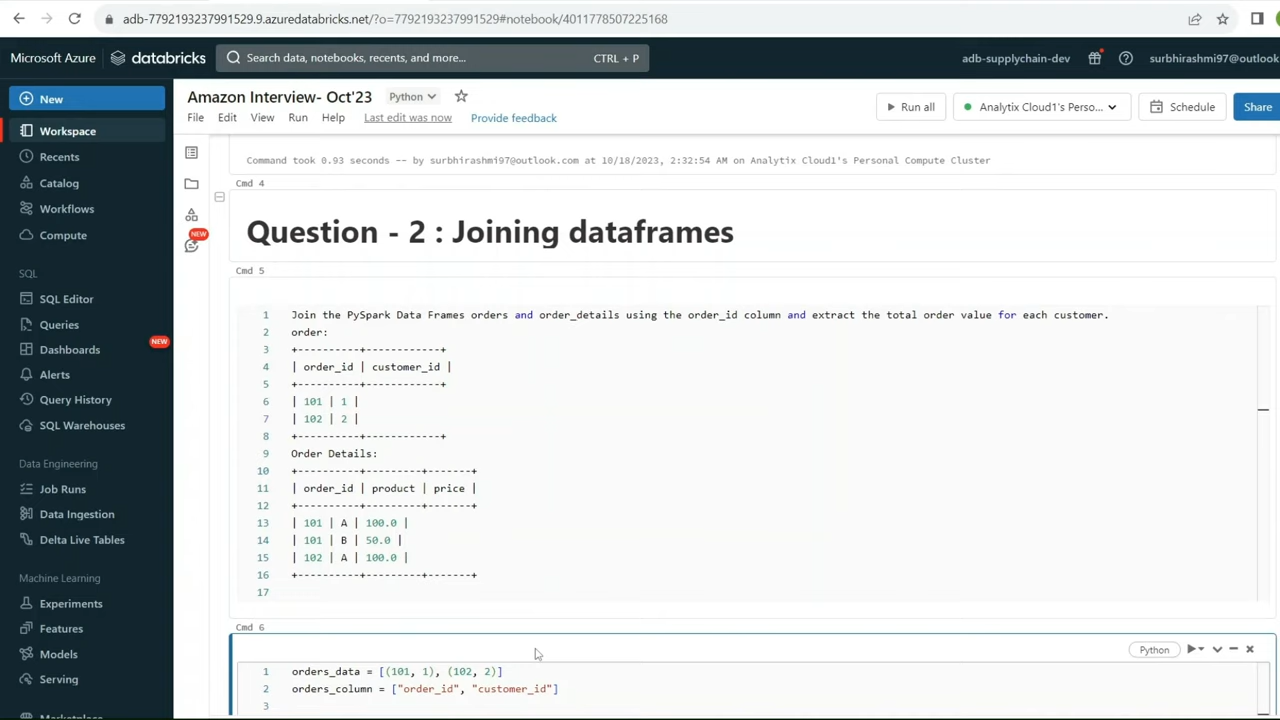 adb-7792193237991529.9.azuredatabricks.net/?o=7792193237991529#notebook/4011778507225168
Microsoft Azure databricks Search data, notebooks, recents, and more... CTRL + P adb-supplychain-dev surbhirashmi97@outlook
New
Workspace
Recents
Catalog
Workflows
Compute
SQL
SQL Editor
Queries
Dashboards NEW
Alerts
Query History
SQL Warehouses
Data Engineering
Job Runs
Data Ingestion
Delta Live Tables
Machine Learning
Experiments
Features
Models
Serving
Marketplace
Amazon Interview- Oct'23 Python
File Edit View Run Help Last edit was now Provide feedback
Run all Analytix Cloud1's Perso... Schedule Share
NEW
Command took 0.93 seconds -- by surbhirashmi97@outlook.com at 10/18/2023, 2:32:54 AM on Analytix Cloud1's Personal Compute Cluster
Cmd 4
Question - 2 : Joining dataframes
Cmd 5
1 Join the PySpark Data Frames orders and order_details using the order_id column and extract the total order value for each customer.
2 order:
3 +----------+------------+
4 | order_id | customer_id |
5 +----------+------------+
6 | 101 | 1 |
7 | 102 | 2 |
8 +----------+------------+
9 Order Details:
10 +----------+---------+-------+
11 | order_id | product | price |
12 +----------+---------+-------+
13 | 101 | A | 100.0 |
14 | 101 | B | 50.0 |
15 | 102 | A | 100.0 |
16 +----------+---------+-------+
17
Cmd 6
Python
1 orders_data = [(101, 1), (102, 2)]
2 orders_column = ["order_id", "customer_id"]
3